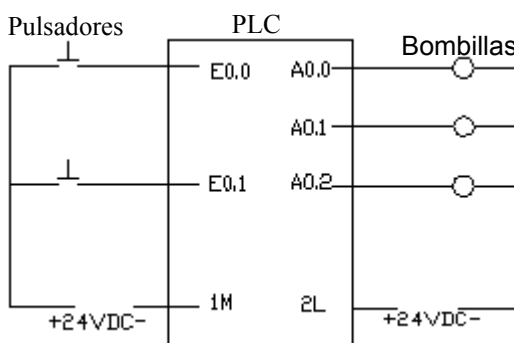 Pulsadores
PLC
Bombillas
E0.0
A0.0
A0.1
E0.1
A0.2
1M
2L
+24VDC-
+24VDC-